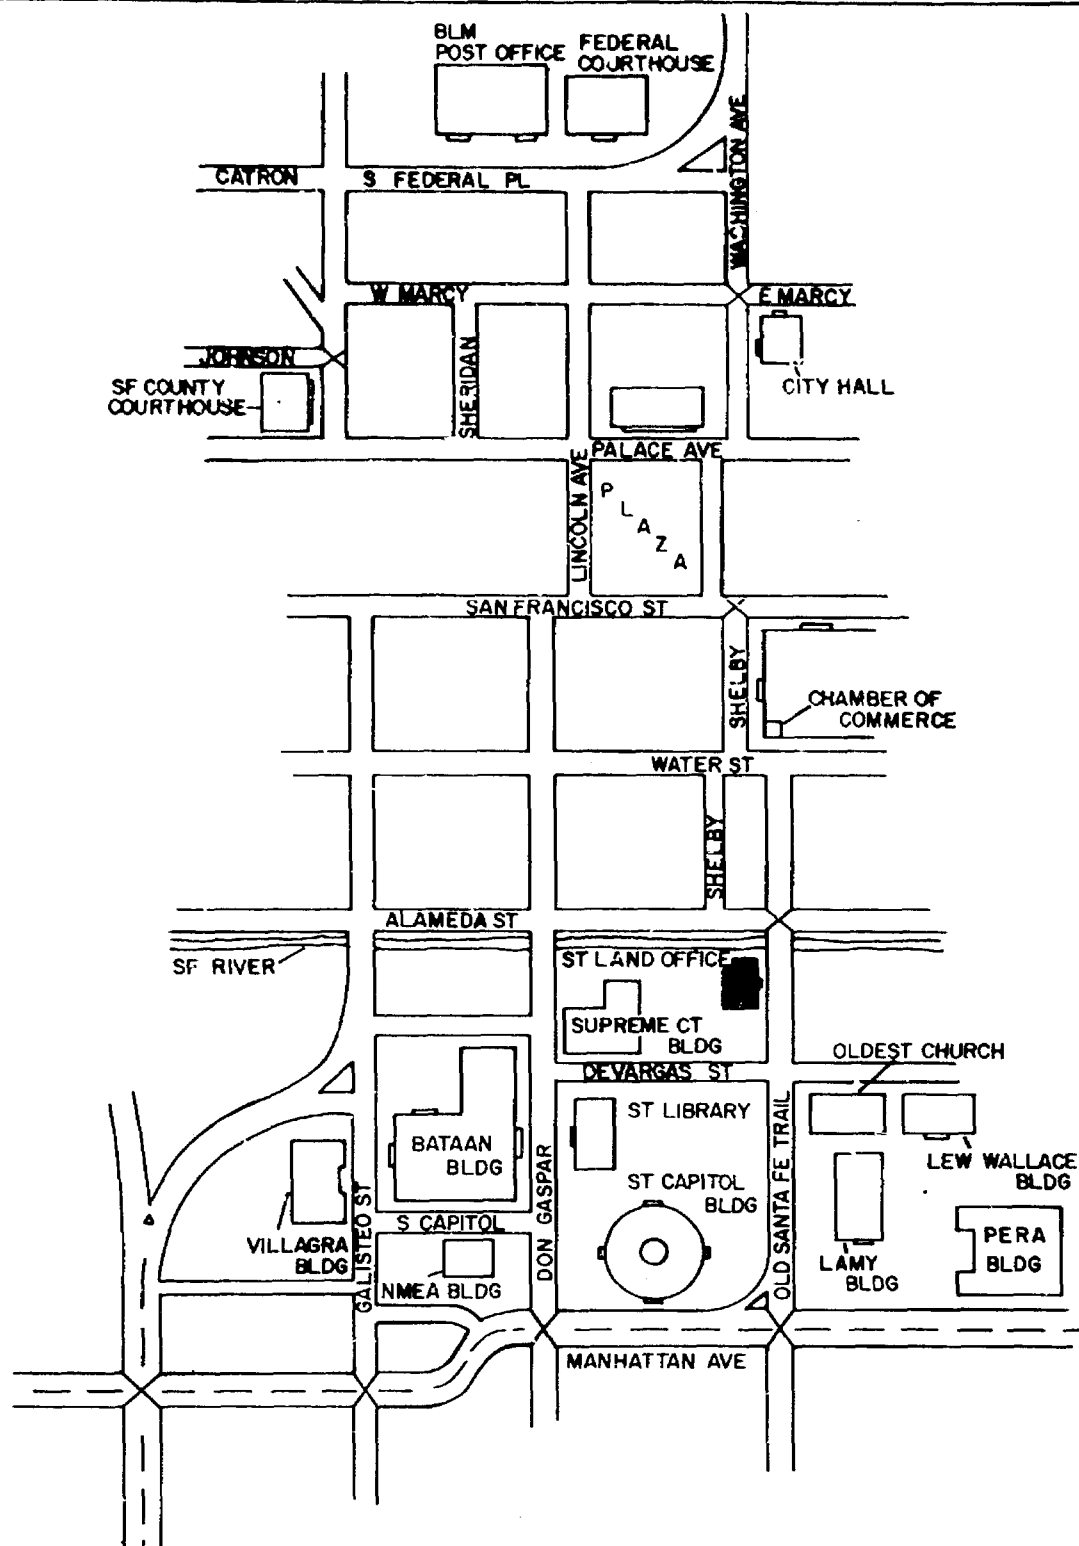 BLM
POST OFFICE
FEDERAL
COURTHOUSE
WASHINGTON AVE
CATRON
S FEDERAL PL
W MARCY
E MARCY
JOHNSON
SHERIDAN
SF COUNTY
COURTHOUSE
CITY HALL
PALACE AVE
LINCOLN AVE
PLAZA
SAN FRANCISCO ST
SHELBY
CHAMBER OF
COMMERCE
WATER ST
SHELBY
ALAMEDA ST
SF RIVER
ST LAND OFFICE
SUPREME CT
BLDG
OLDEST CHURCH
DEVARGAS ST
ST LIBRARY
BATAAN
BLDG
DON GASPAR
OLD SANTA FE TRAIL
LEW WALLACE
BLDG
ST CAPITOL
BLDG
S CAPITOL
GALISTEO ST
VILLAGRA
BLDG
NMEA BLDG
LAMY
BLDG
PERA
BLDG
MANHATTAN AVE